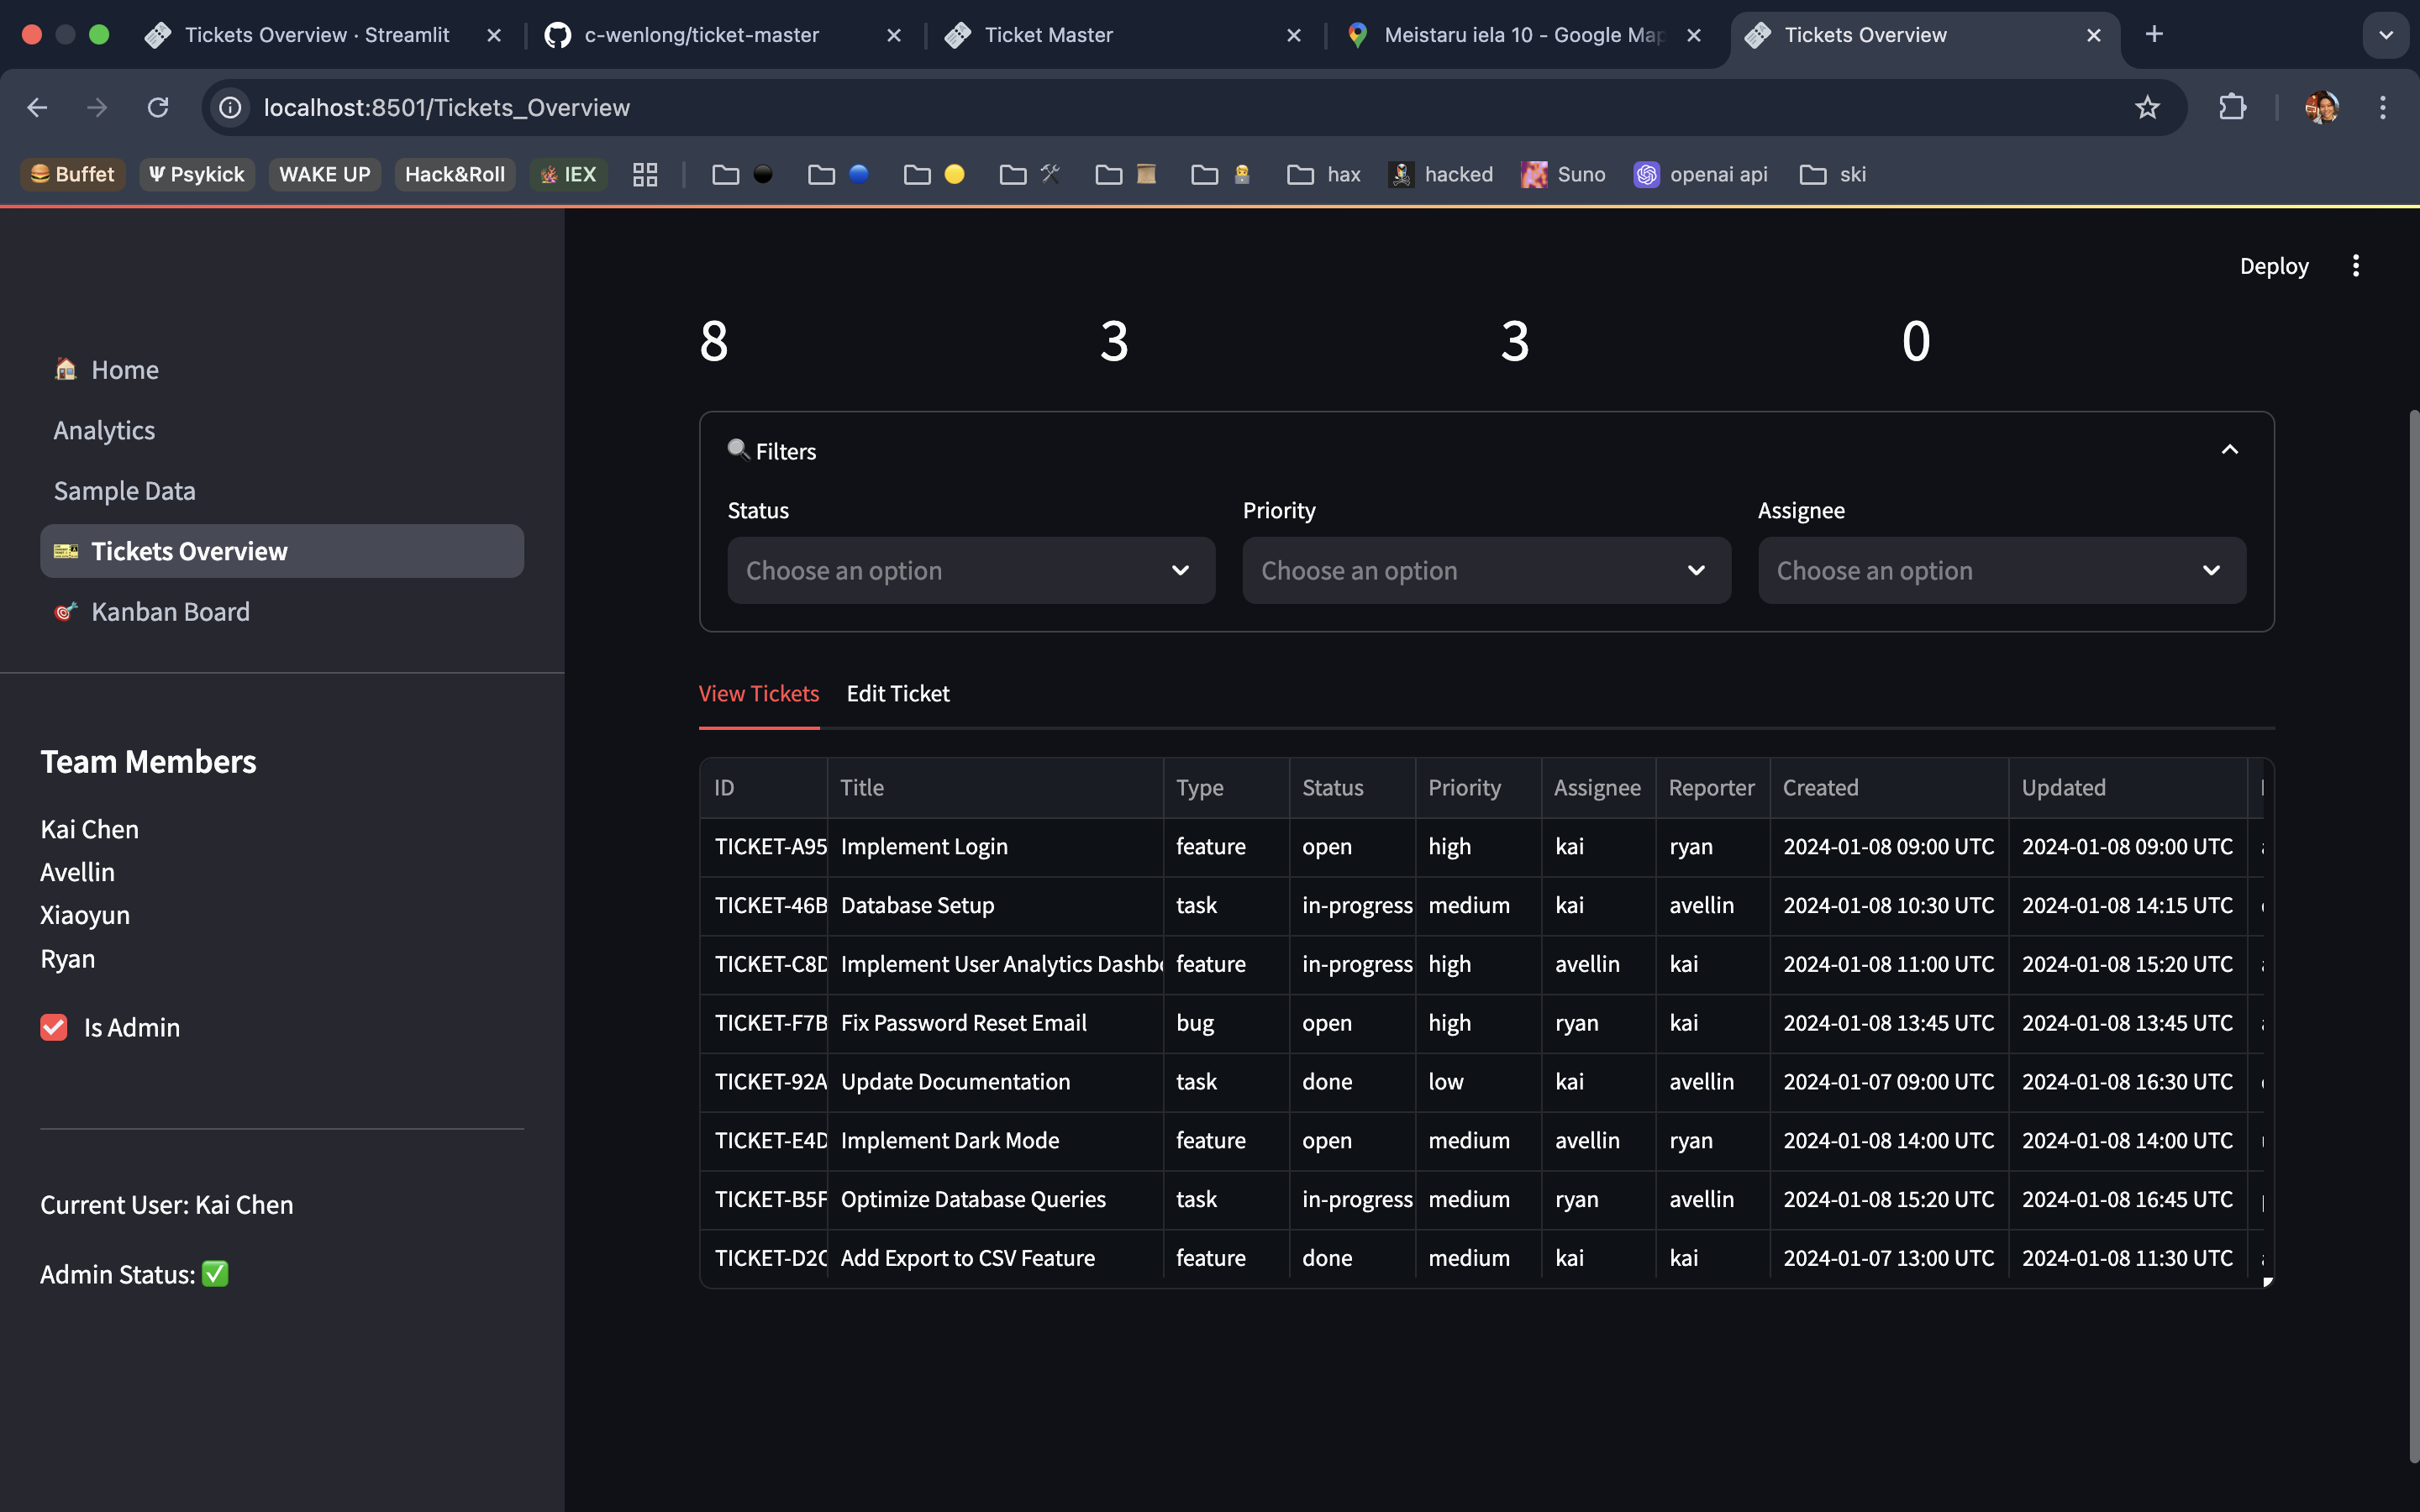 Tickets Overview · Streamlit
c-wenlong/ticket-master
Ticket Master
Meistaru iela 10 - Google Map
Tickets Overview
localhost:8501/Tickets_Overview
Buffet
Ψ Psykick
WAKE UP
Hack&Roll
IEX
hax
hacked
Suno
openai api
ski
Deploy
Home
Analytics
Sample Data
Tickets Overview
Kanban Board
Team Members
Kai Chen
Avellin
Xiaoyun
Ryan
Is Admin
Current User: Kai Chen
Admin Status:
8 3 3 0
Filters
Status Priority Assignee
Choose an option Choose an option Choose an option
View Tickets Edit Ticket
ID Title Type Status Priority Assignee Reporter Created Updated
TICKET-A95 Implement Login feature open high kai ryan 2024-01-08 09:00 UTC 2024-01-08 09:00 UTC
TICKET-46B Database Setup task in-progress medium kai avellin 2024-01-08 10:30 UTC 2024-01-08 14:15 UTC
TICKET-C8D Implement User Analytics Dashbo feature in-progress high avellin kai 2024-01-08 11:00 UTC 2024-01-08 15:20 UTC
TICKET-F7B Fix Password Reset Email bug open high ryan kai 2024-01-08 13:45 UTC 2024-01-08 13:45 UTC
TICKET-92A Update Documentation task done low kai avellin 2024-01-07 09:00 UTC 2024-01-08 16:30 UTC
TICKET-E4D Implement Dark Mode feature open medium avellin ryan 2024-01-08 14:00 UTC 2024-01-08 14:00 UTC
TICKET-B5F Optimize Database Queries task in-progress medium ryan avellin 2024-01-08 15:20 UTC 2024-01-08 16:45 UTC
TICKET-D2C Add Export to CSV Feature feature done medium kai kai 2024-01-07 13:00 UTC 2024-01-08 11:30 UTC